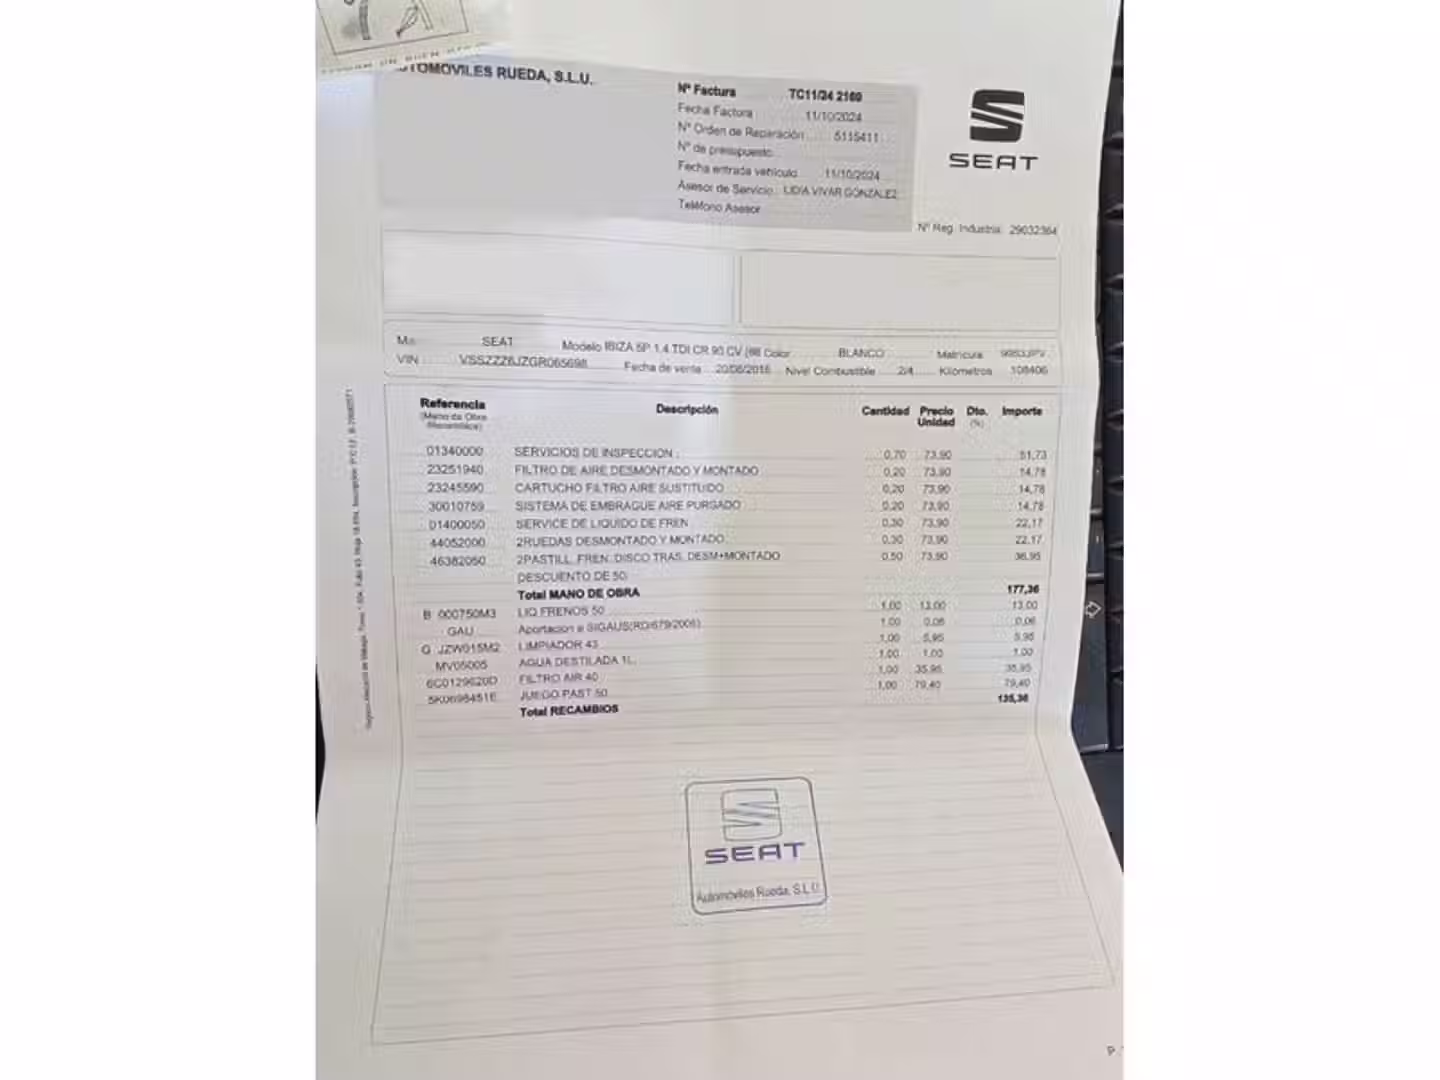 AUTOMOVILES RUEDA, S.L.U.
Nº Factura TC11/24 2169
Fecha Factura 11/10/2024
Nº Orden de Reparación 5115411
Nº de presupuesto
Fecha entrada vehículo 11/10/2024
Asesor de Servicio LIDIA VIVAR GONZALEZ
Teléfono Asesor
SEAT
Nº Reg. Industria: 29032364
SEAT Modelo IBIZA 5P 1.4 TDI CR 90 CV Color BLANCO Matrícula
VIN Fecha de venta 20/06/2016 Nivel Combustible 2/4 Kilometros 108406
Referencia Descripción Cantidad Precio Unidad Dto. (%) Importe
(Mano de Obra
01340000 SERVICIOS DE INSPECCION : 0,70 73,90 51,73
23251940 FILTRO DE AIRE DESMONTADO Y MONTADO 0,20 73,90 14,78
23245590 CARTUCHO FILTRO AIRE SUSTITUIDO 0,20 73,90 14,78
30010759 SISTEMA DE EMBRAGUE AIRE PURGADO 0,20 73,90 14,78
01400050 SERVICE DE LIQUIDO DE FREN 0,30 73,90 22,17
44052000 2RUEDAS DESMONTADO Y MONTADO 0,30 73,90 22,17
46382050 2PASTILL. FREN. DISCO TRAS. DESM+MONTADO 0,50 73,90 36,95
DESCUENTO DE 50
Total MANO DE OBRA 177,36
B 000750M3 LIQ FRENOS 50 1,00 13,00 13,00
GAU Aportacion a SIGAUS(RD/679/2006) 1,00 0,06 0,06
G JZW015M2 LIMPIADOR 43 1,00 5,95 5,95
MV05005 AGUA DESTILADA 1L. 1,00 1,00 1,00
6C0129620D FILTRO AIR 40 1,00 35,95 35,95
5K0698451E JUEGO PAST 50 1,00 79,40 79,40
Total RECAMBIOS 135,36
SEAT
Automóviles Rueda, S.L.U.